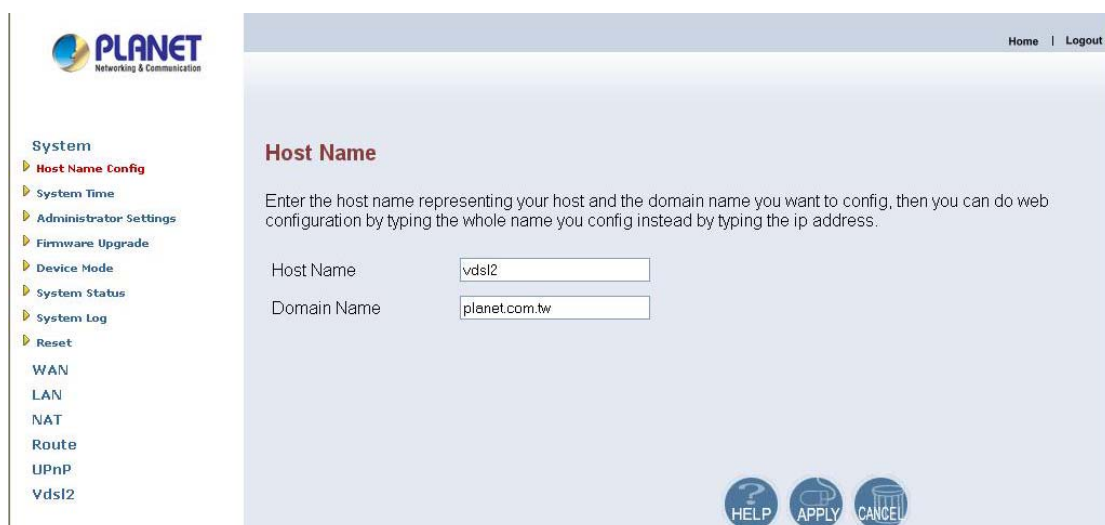 PLANET
Networking & Communication
Home | Logout
System
Host Name Config
System Time
Administrator Settings
Firmware Upgrade
Device Mode
System Status
System Log
Reset
WAN
LAN
NAT
Route
UPnP
Vdsl2
Host Name
Enter the host name representing your host and the domain name you want to config, then you can do web
configuration by typing the whole name you config instead by typing the ip address.
Host Name vdsl2
Domain Name planet.com.tw
HELP APPLY CANCEL